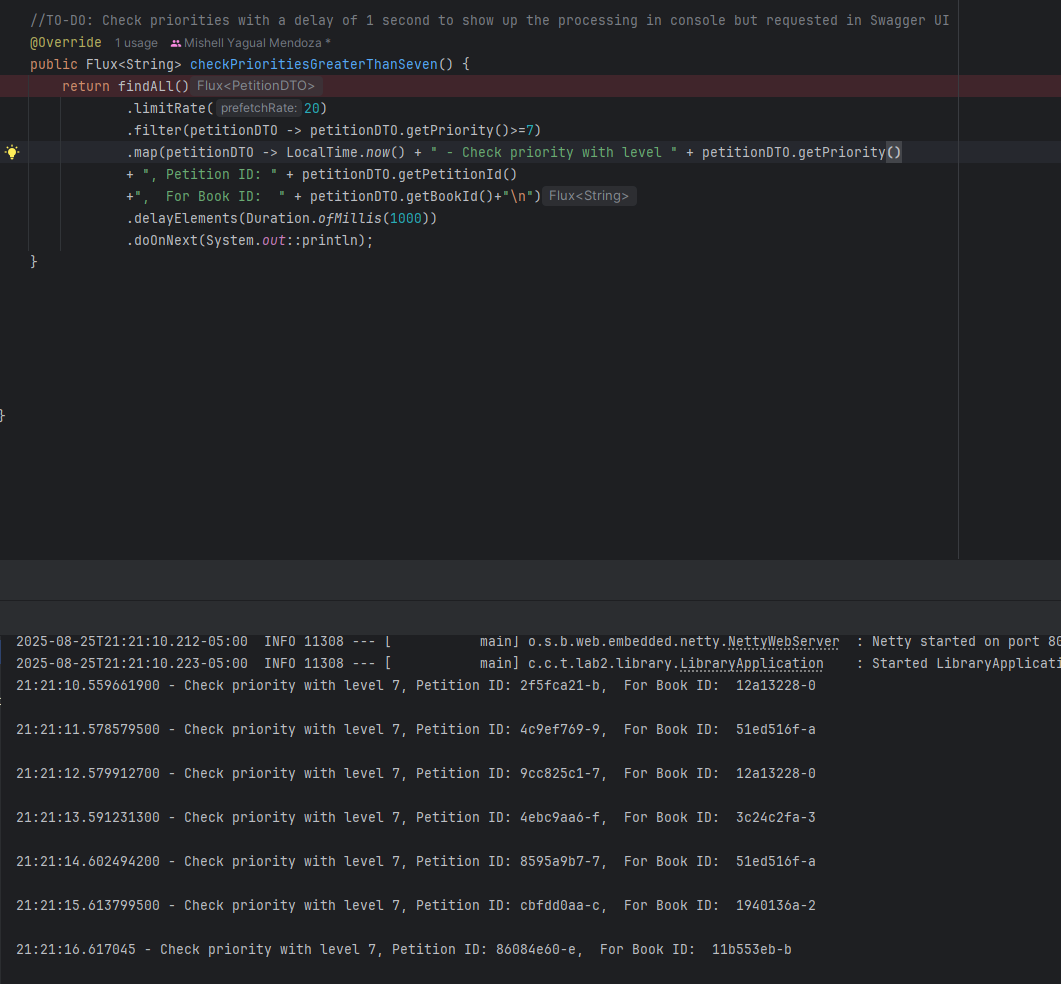 //TO-DO: Check priorities with a delay of 1 second to show up the processing in console but requested in Swagger UI
@Override 1 usage Mishell Yagual Mendoza *
public Flux<String> checkPrioritiesGreaterThanSeven() {
return findALl() Flux<PetitionDTO>
.limitRate( prefetchRate: 20)
.filter(petitionDTO -> petitionDTO.getPriority()>=7)
.map(petitionDTO -> LocalTime.now() + " - Check priority with level " + petitionDTO.getPriority()
+ ", Petition ID: " + petitionDTO.getPetitionId()
+",  For Book ID:  " + petitionDTO.getBookId()+"\n") Flux<String>
.delayElements(Duration.ofMillis(1000))
.doOnNext(System.out::println);
}
}
2025-08-25T21:21:10.212-05:00  INFO 11308 --- [           main] o.s.b.web.embedded.netty.NettyWebServer  : Netty started on port 80
2025-08-25T21:21:10.223-05:00  INFO 11308 --- [           main] c.c.t.lab2.library.LibraryApplication    : Started LibraryApplicati
21:21:10.559661900 - Check priority with level 7, Petition ID: 2f5fca21-b,  For Book ID:  12a13228-0
21:21:11.578579500 - Check priority with level 7, Petition ID: 4c9ef769-9,  For Book ID:  51ed516f-a
21:21:12.579912700 - Check priority with level 7, Petition ID: 9cc825c1-7,  For Book ID:  12a13228-0
21:21:13.591231300 - Check priority with level 7, Petition ID: 4ebc9aa6-f,  For Book ID:  3c24c2fa-3
21:21:14.602494200 - Check priority with level 7, Petition ID: 8595a9b7-7,  For Book ID:  51ed516f-a
21:21:15.613799500 - Check priority with level 7, Petition ID: cbfdd0aa-c,  For Book ID:  1940136a-2
21:21:16.617045 - Check priority with level 7, Petition ID: 86084e60-e,  For Book ID:  11b553eb-b